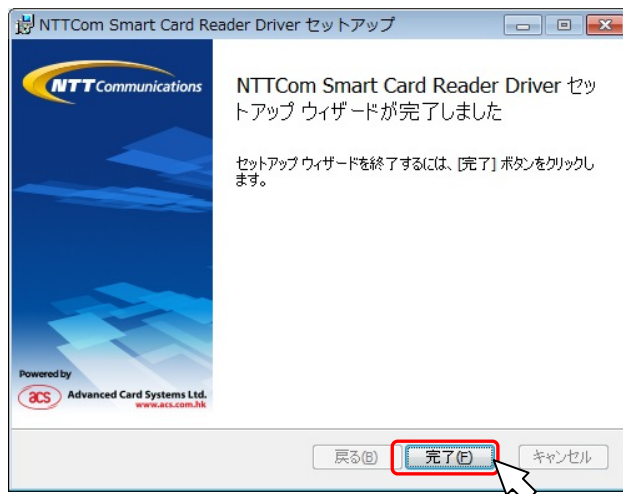 NTTCom Smart Card Reader Driver セットアップ
NTT Communications
NTTCom Smart Card Reader Driver セッ
トアップ ウィザードが完了しました
セットアップ ウィザードを終了するには、[完了] ボタンをクリックし
ます。
Powered by
acs Advanced Card Systems Ltd.
www.acs.com.hk
戻る(B) 完了(F) キャンセル